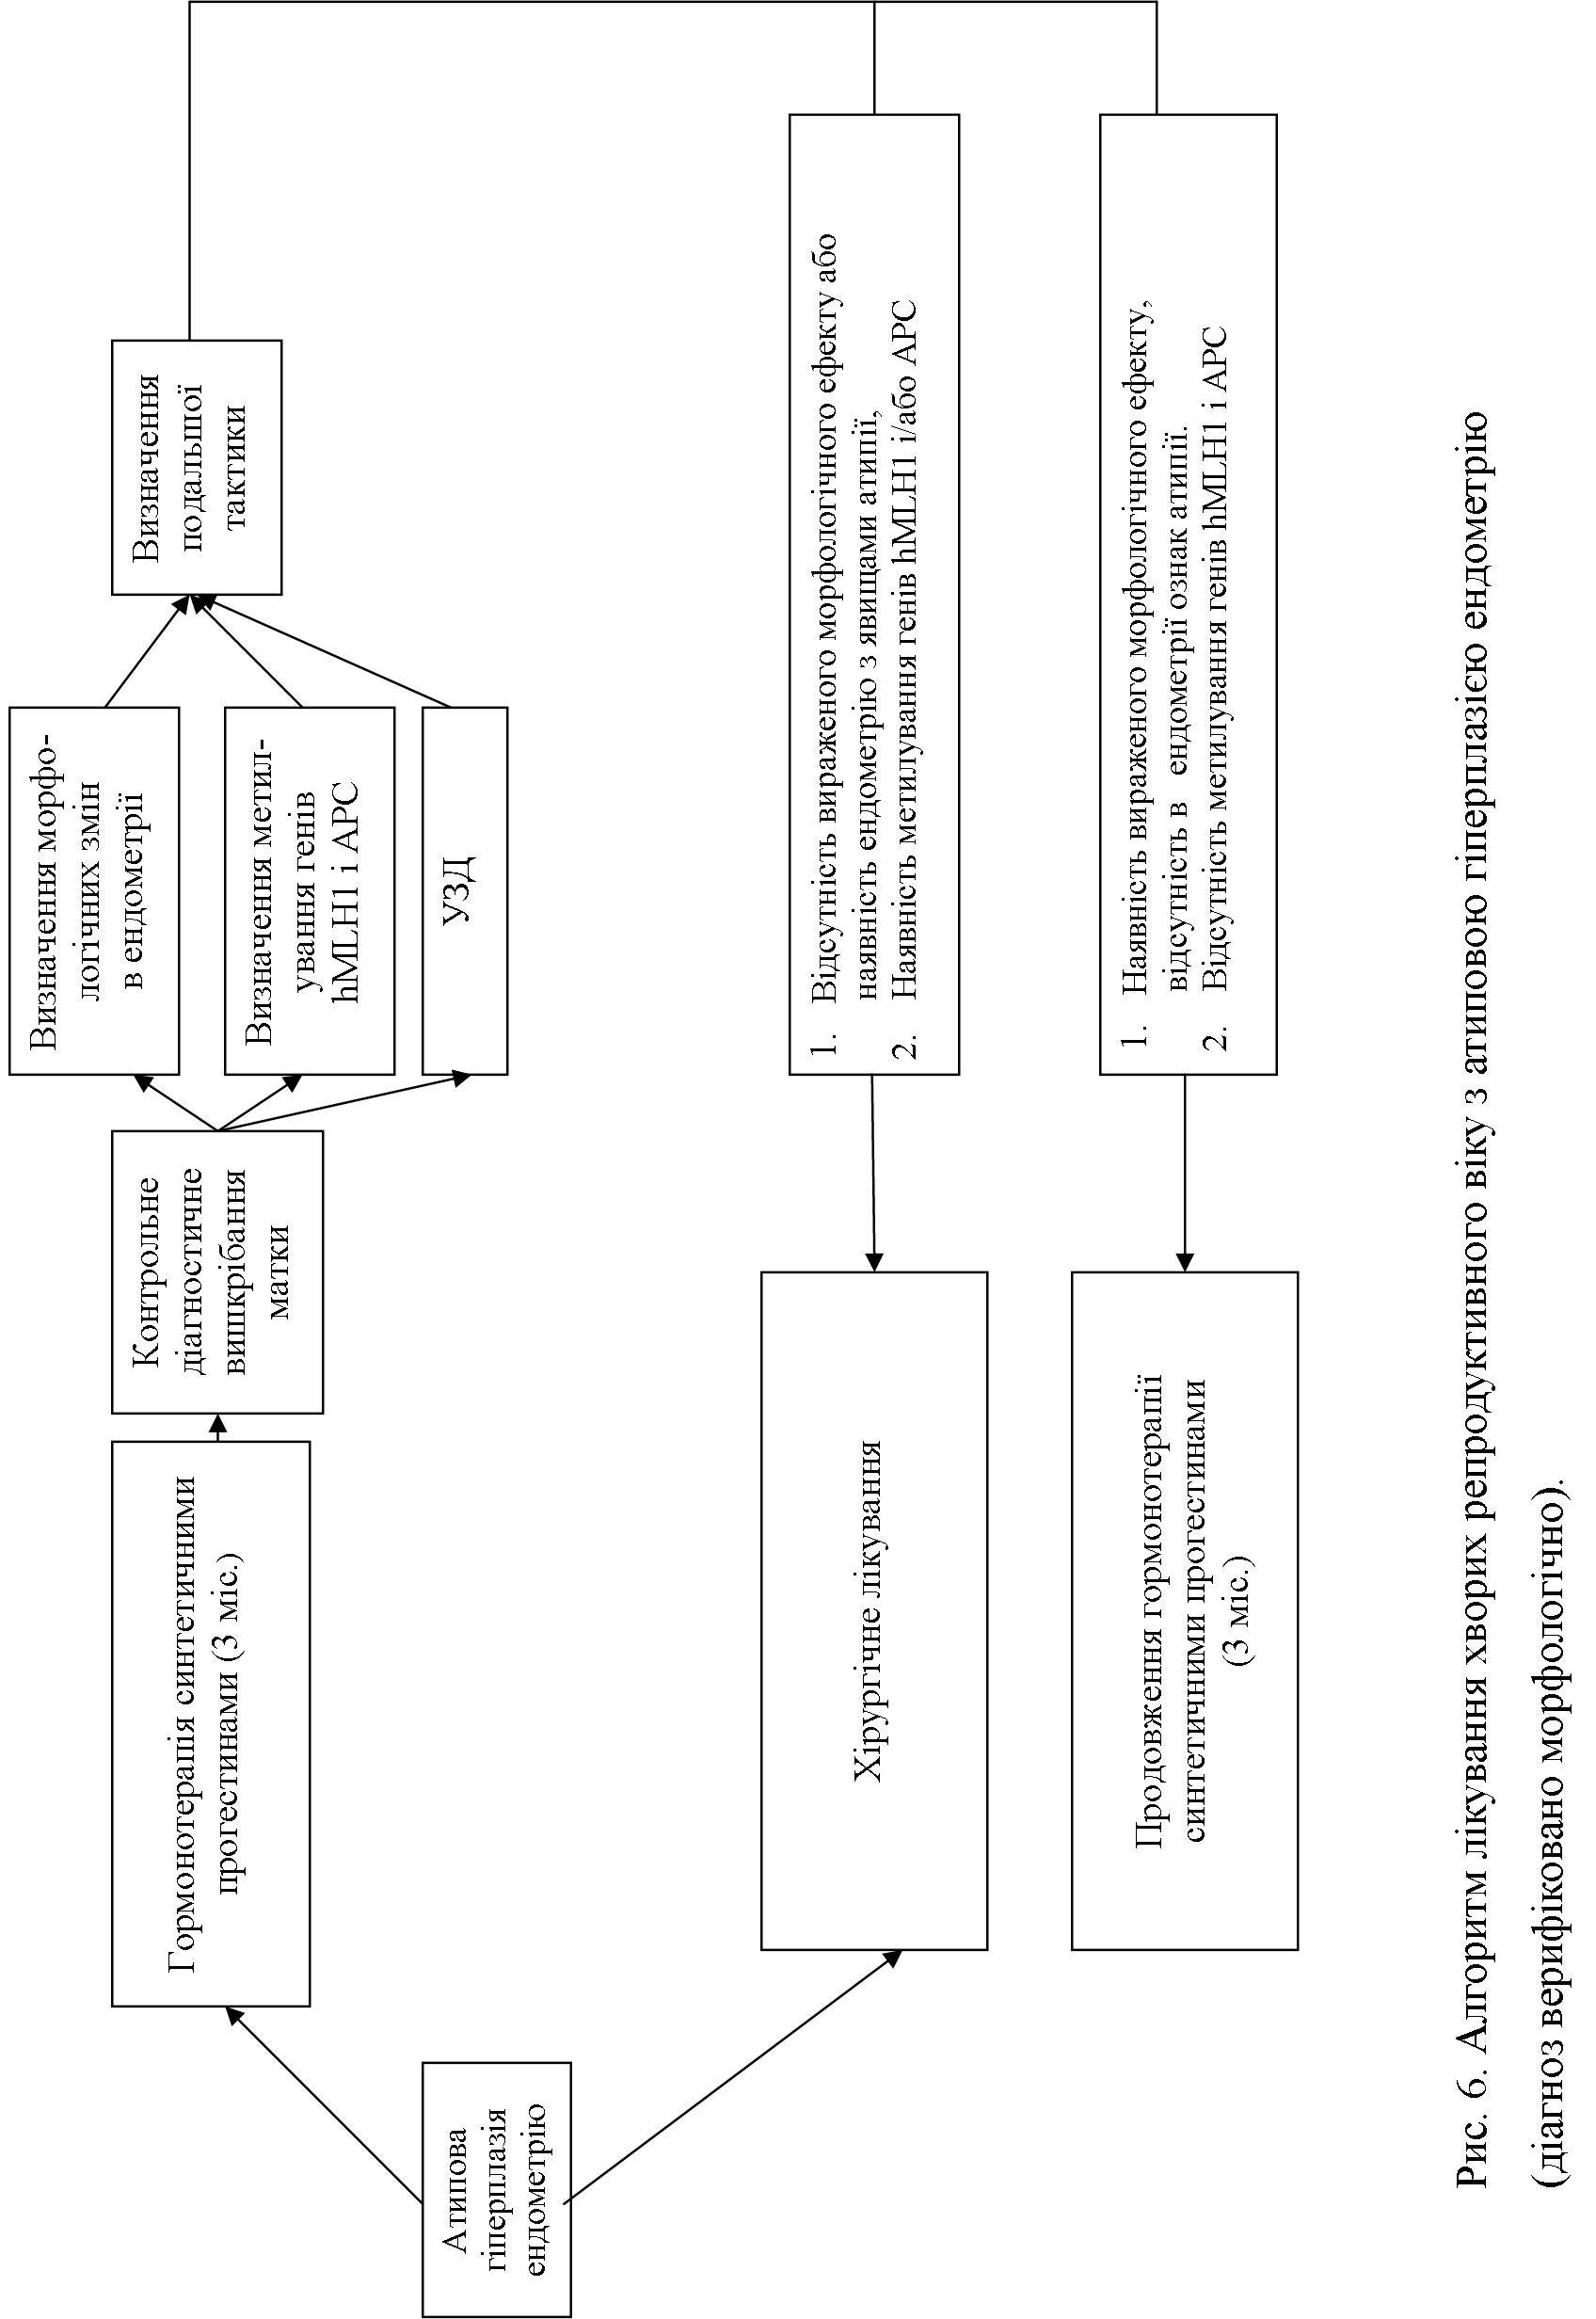 Атипова
гіперплазія
ендометрію
Гормонотерапія синтетичними
прогестинами (3 міс.)
Контрольне
діагностичне
вишкрібання
матки
Визначення морфо-
логічних змін
в ендометрії
Визначення метил-
ування генів
hMLH1 і АРС
УЗД
Визначення
подальшої
тактики
Хірургічне лікування
1. Відсутність вираженого морфологічного ефекту або
наявність ендометрію з явищами атипії,
2. Наявність метилування генів hMLH1 і/або АРС
Продовження гормонотерапії
синтетичними прогестинами
(3 міс.)
1. Наявність вираженого морфологічного ефекту,
відсутність в ендометрії ознак атипії.
2. Відсутність метилування генів hMLH1 і АРС
Рис. 6. Алгоритм лікування хворих репродуктивного віку з атиповою гіперплазією ендометрію
(діагноз верифіковано морфологічно).